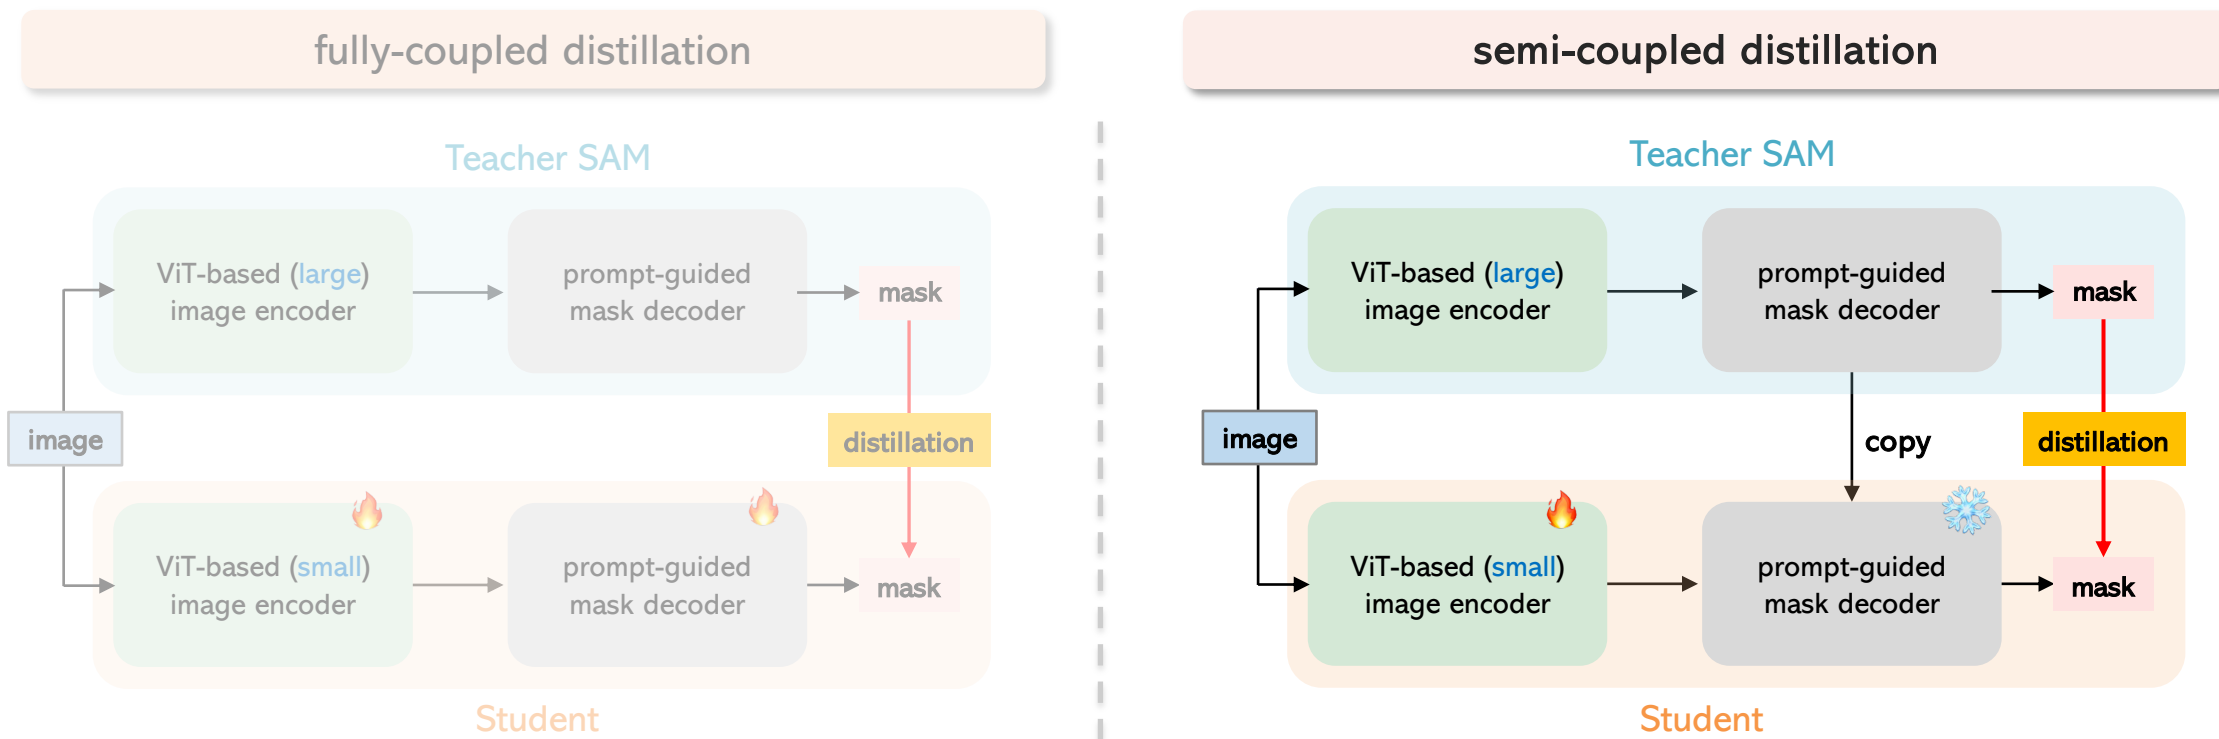 fully-coupled distillation
Teacher SAM
ViT-based (large)
image encoder
prompt-guided
mask decoder
mask
image
distillation
ViT-based (small)
image encoder
prompt-guided
mask decoder
mask
Student
semi-coupled distillation
Teacher SAM
ViT-based (large)
image encoder
prompt-guided
mask decoder
mask
image
copy
distillation
ViT-based (small)
image encoder
prompt-guided
mask decoder
mask
Student